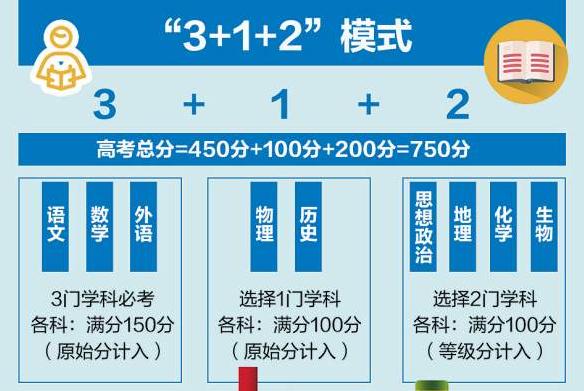 “3+1+2”模式
3 + 1 + 2
高考总分=450分+100分+200分=750分
语文
数学
外语
3门学科必考
各科：满分150分
（原始分计入）
物理
历史
选择1门学科
各科：满分100分
（原始分计入）
思想政治
地理
化学
生物
选择2门学科
各科：满分100分
（等级分计入）